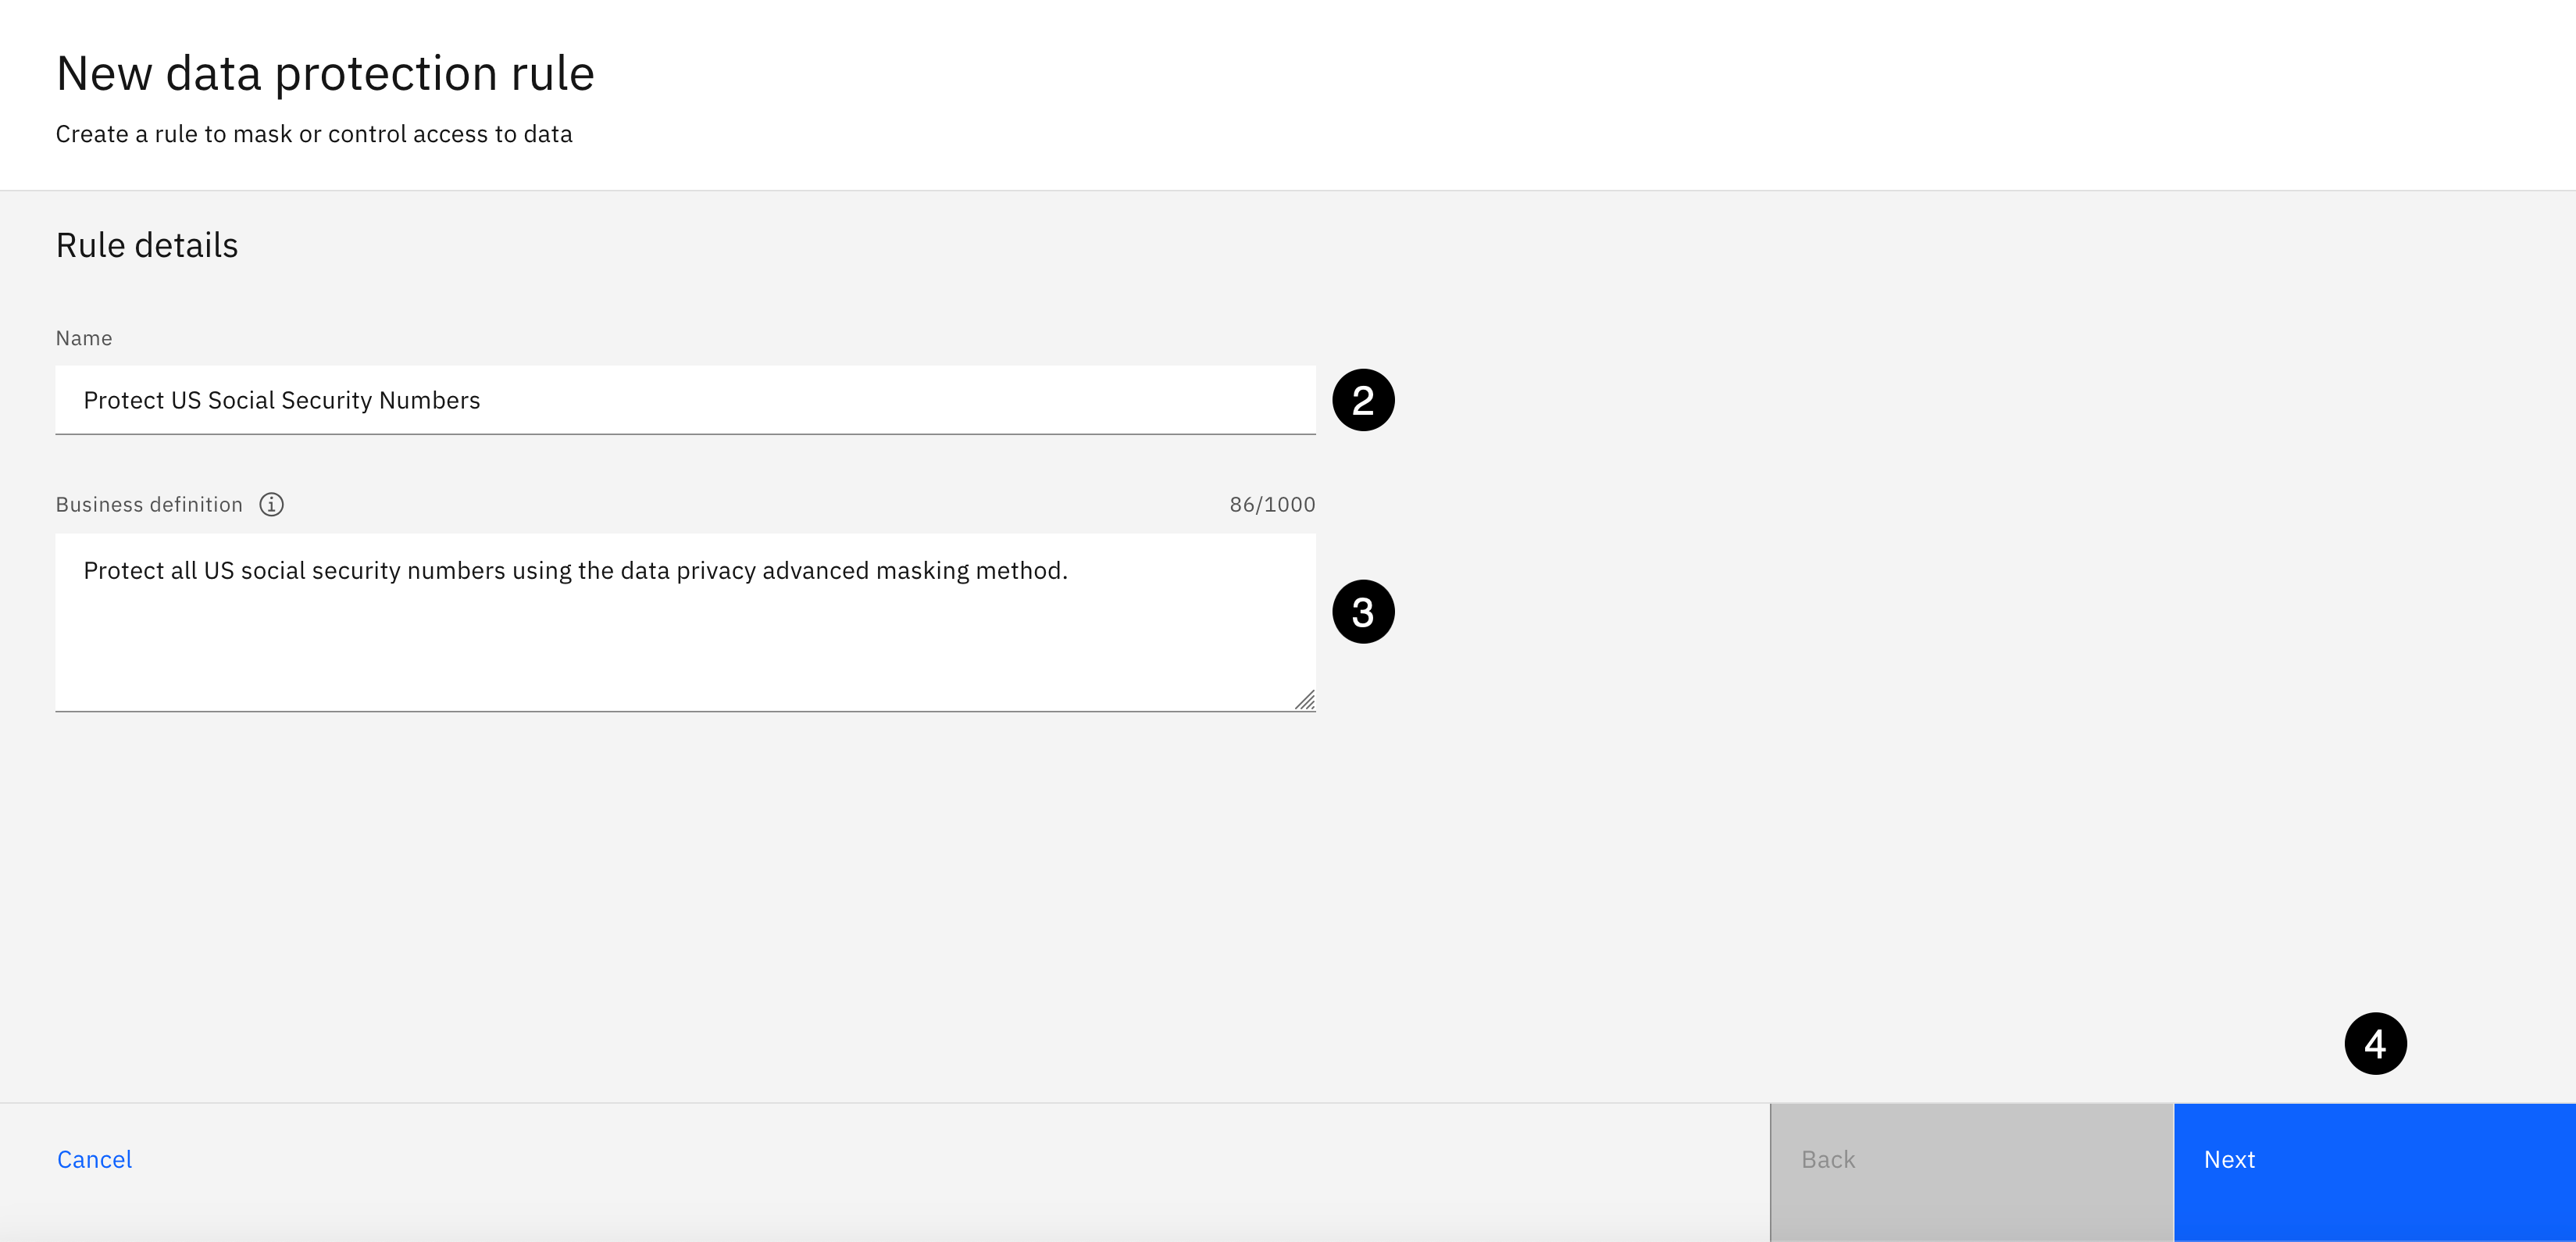 New data protection rule
Create a rule to mask or control access to data
Rule details
Name
Protect US Social Security Numbers
2
Business definition
86/1000
Protect all US social security numbers using the data privacy advanced masking method.
3
4
Cancel
Back
Next